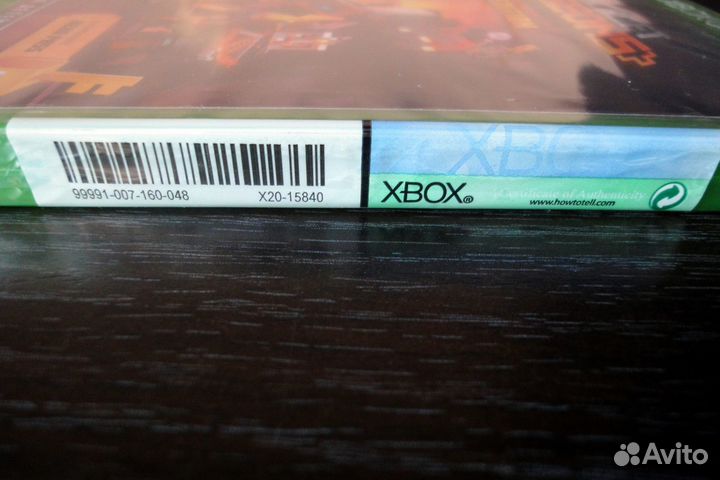 99991-007-160-048 X20-15840
XBOX
XBOX®
Certificate of Authenticity
www.howtotell.com
Avito